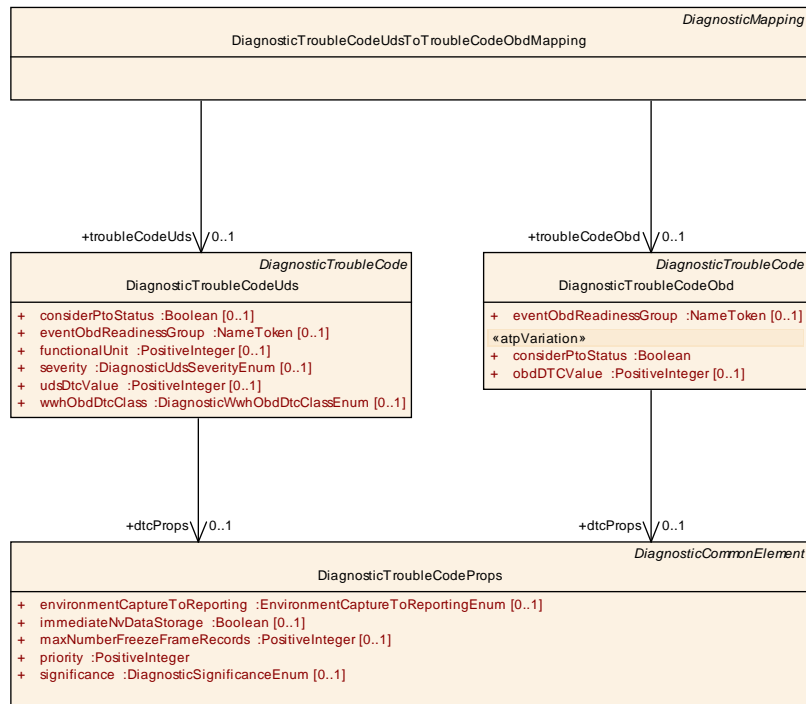 DiagnosticMapping
DiagnosticTroubleCodeUdsToTroubleCodeObdMapping
+troubleCodeUds 0..1
+troubleCodeObd 0..1
DiagnosticTroubleCode
DiagnosticTroubleCodeUds
+ considerPtoStatus :Boolean [0..1]
+ eventObdReadinessGroup :NameToken [0..1]
+ functionalUnit :PositiveInteger [0..1]
+ severity :DiagnosticUdsSeverityEnum [0..1]
+ udsDtcValue :PositiveInteger [0..1]
+ wwhObdDtcClass :DiagnosticWwhObdDtcClassEnum [0..1]
DiagnosticTroubleCode
DiagnosticTroubleCodeObd
+ eventObdReadinessGroup :NameToken [0..1]
«atpVariation»
+ considerPtoStatus :Boolean
+ obdDTCValue :PositiveInteger [0..1]
+dtcProps 0..1
+dtcProps 0..1
DiagnosticCommonElement
DiagnosticTroubleCodeProps
+ environmentCaptureToReporting :EnvironmentCaptureToReportingEnum [0..1]
+ immediateNvDataStorage :Boolean [0..1]
+ maxNumberFreezeFrameRecords :PositiveInteger [0..1]
+ priority :PositiveInteger
+ significance :DiagnosticSignificanceEnum [0..1]